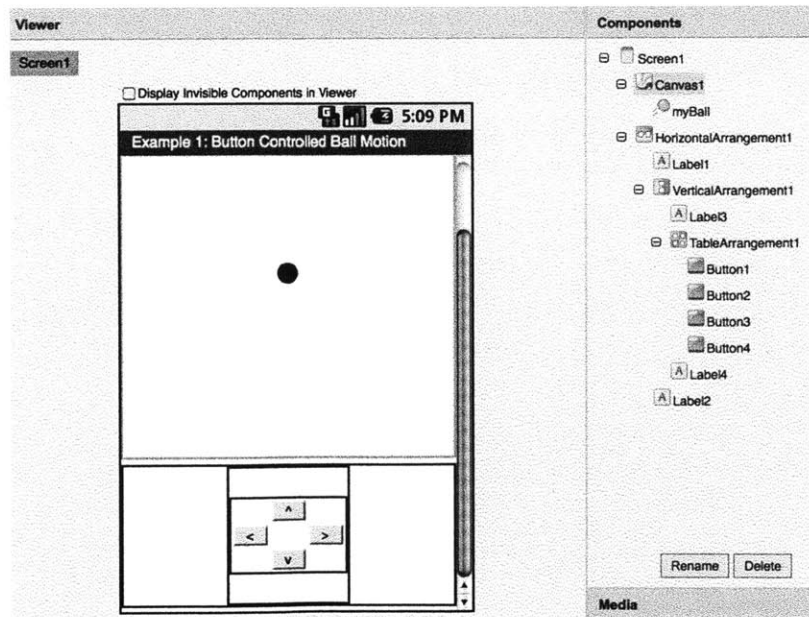 Viewer
Screen1
Display Invisible Components in Viewer
5:09 PM
Example 1: Button Controlled Ball Motion
^
< >
v
Components
Screen1
Canvas1
myBall
HorizontalArrangement1
A Label1
VerticalArrangement1
A Label3
TableArrangement1
Button1
Button2
Button3
Button4
A Label4
A Label2
Rename Delete
Media